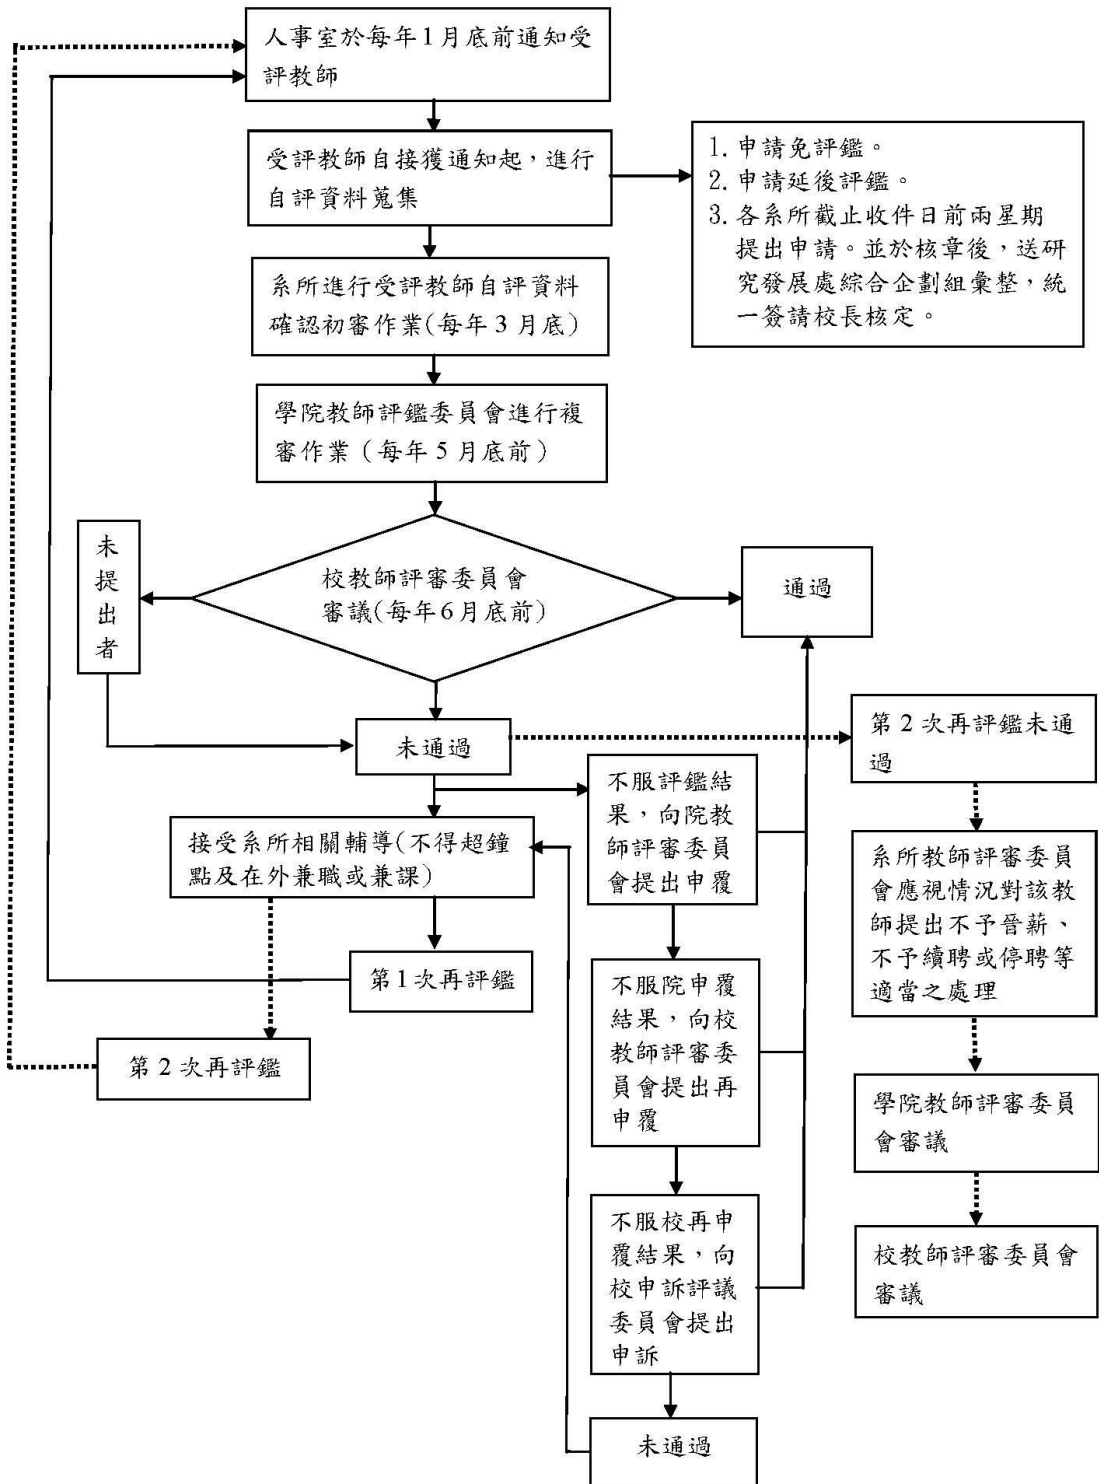 人事室於每年1月底前通知受
評教師
受評教師自接獲通知起，進行
自評資料蒐集
1. 申請免評鑑。
2. 申請延後評鑑。
3. 各系所截止收件日前兩星期
提出申請。並於核章後，送研
究發展處綜合企劃組彙整，統
一簽請校長核定。
系所進行受評教師自評資料
確認初審作業(每年3月底)
學院教師評鑑委員會進行複
審作業（每年5月底前）
未
提
出
者
校教師評審委員會
審議(每年6月底前)
通過
未通過
第2次再評鑑未通
過
不服評鑑結
果，向院教
師評審委員
會提出申覆
接受系所相關輔導(不得超鐘
點及在外兼職或兼課)
系所教師評審委員
會應視情況對該教
師提出不予晉薪、
不予續聘或停聘等
適當之處理
第1次再評鑑
第2次再評鑑
不服院申覆
結果，向校
教師評審委
員會提出再
申覆
學院教師評審委員
會審議
不服校再申
覆結果，向
校申訴評議
委員會提出
申訴
校教師評審委員會
審議
未通過